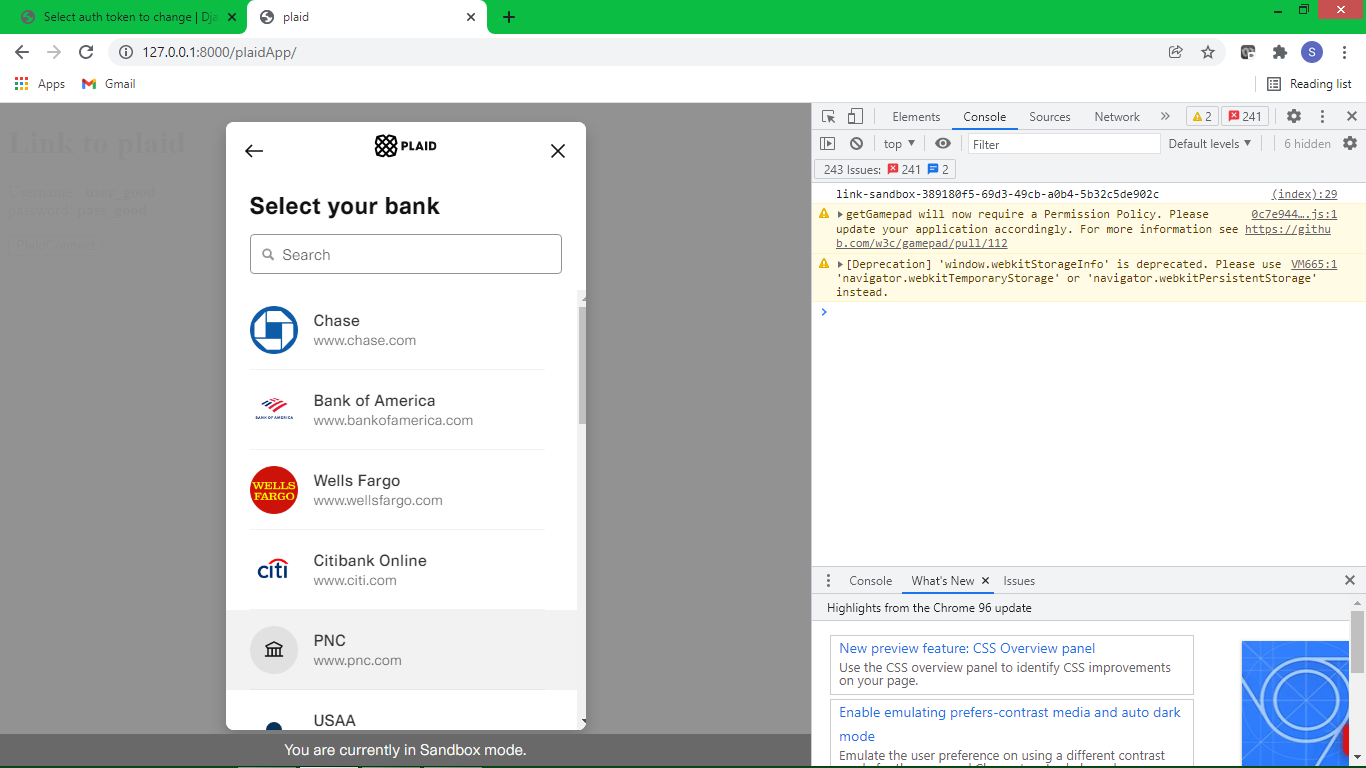 Select auth token to change | Dja
plaid
127.0.0.1:8000/plaidApp/
S
Apps
Gmail
Reading list
Link to plaid
Username: user_good
password: pass_good
PlaidConnect
PLAID
Select your bank
Search
Chase
www.chase.com
BANK OF AMERICA
Bank of America
www.bankofamerica.com
WELLS
FARGO
Wells Fargo
www.wellsfargo.com
citi
Citibank Online
www.citi.com
PNC
www.pnc.com
USAA
You are currently in Sandbox mode.
Elements
Console
Sources
Network
2
241
top
Filter
Default levels
6 hidden
243 Issues:
241
2
link-sandbox-389180f5-69d3-49cb-a0b4-5b32c5de902c (index):29
getGamepad will now require a Permission Policy. Please 0c7e944….js:1
update your application accordingly. For more information see https://githu
b.com/w3c/gamepad/pull/112
[Deprecation] 'window.webkitStorageInfo' is deprecated. Please use VM665:1
'navigator.webkitTemporaryStorage' or 'navigator.webkitPersistentStorage'
instead.
Console
What's New
Issues
Highlights from the Chrome 96 update
New preview feature: CSS Overview panel
Use the CSS overview panel to identify CSS improvements
on your page.
Enable emulating prefers-contrast media and auto dark
mode
Emulate the user preference on using a different contrast